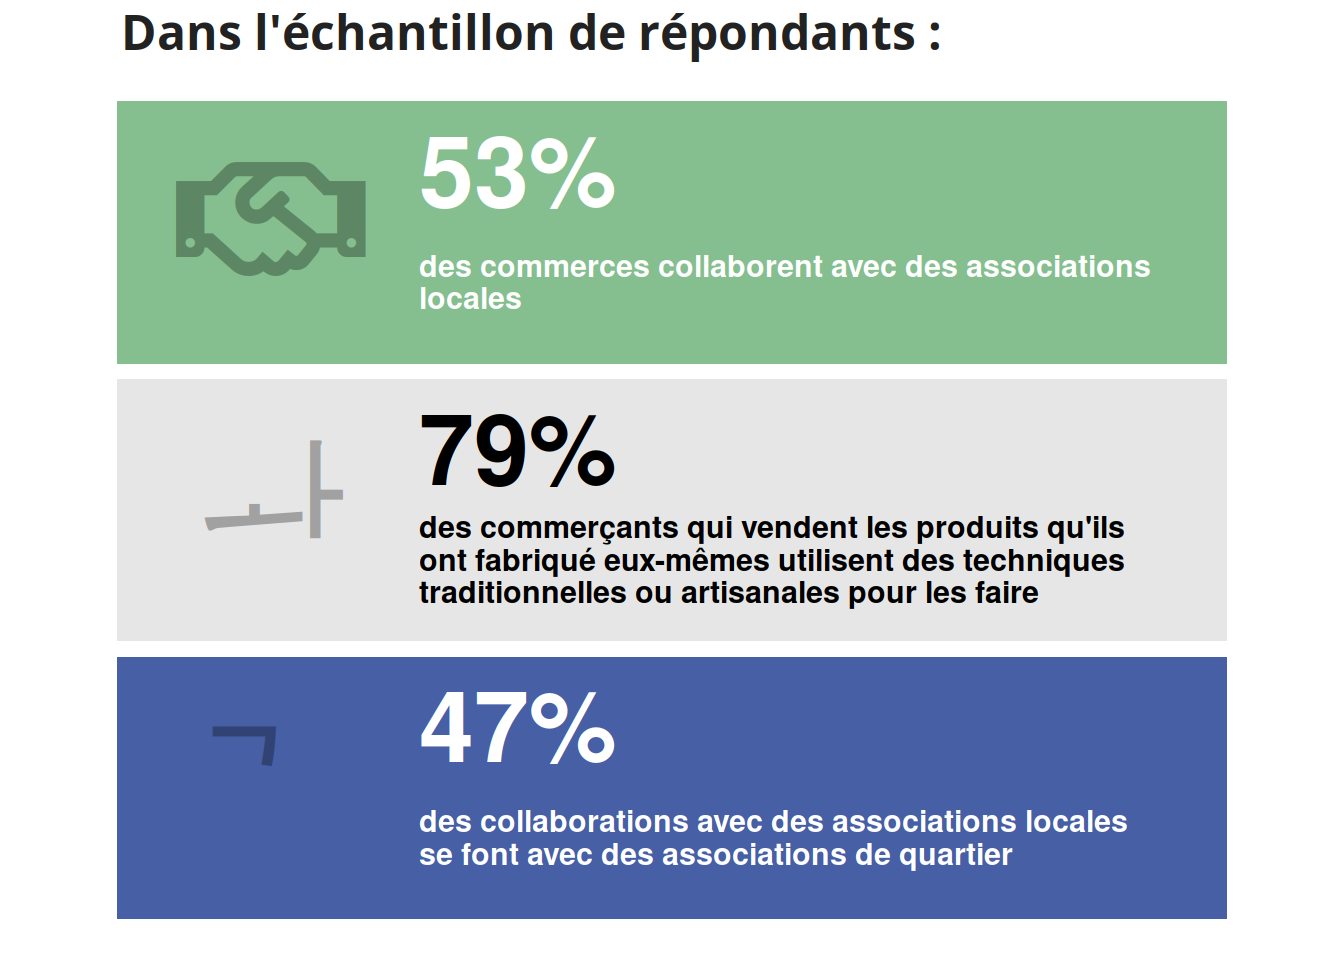 Dans l'échantillon de répondants :
53%
des commerces collaborent avec des associations
locales
79%
des commerçants qui vendent les produits qu'ils
ont fabriqué eux-mêmes utilisent des techniques
traditionnelles ou artisanales pour les faire
47%
des collaborations avec des associations locales
se font avec des associations de quartier